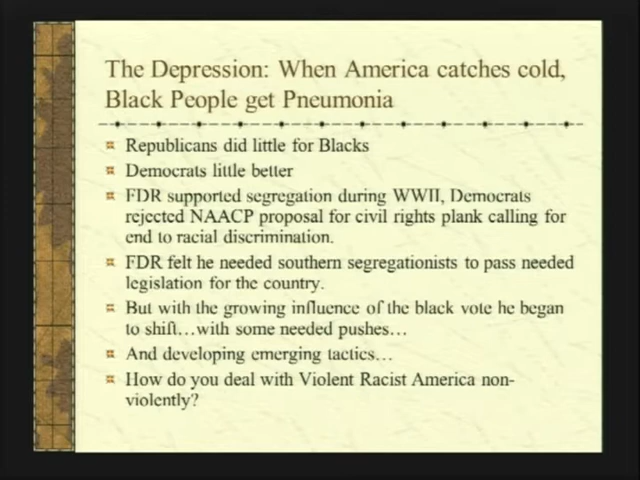 The Depression: When America catches cold,
Black People get Pneumonia
Republicans did little for Blacks
Democrats little better
FDR supported segregation during WWII, Democrats
rejected NAACP proposal for civil rights plank calling for
end to racial discrimination.
FDR felt he needed southern segregationists to pass needed
legislation for the country.
But with the growing influence of the black vote he began
to shift…with some needed pushes…
And developing emerging tactics…
How do you deal with Violent Racist America non-
violently?